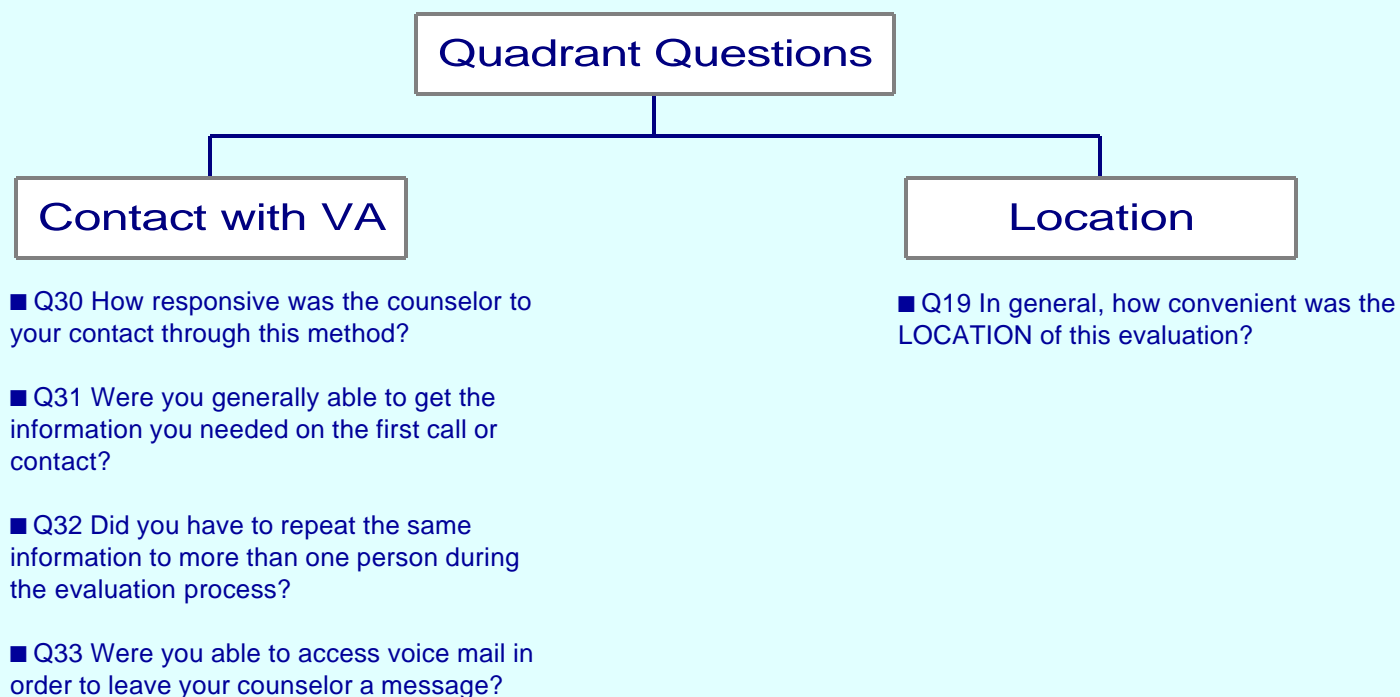 Quadrant Questions
Contact with VA
■ Q30 How responsive was the counselor to
your contact through this method?
■ Q31 Were you generally able to get the
information you needed on the first call or
contact?
■ Q32 Did you have to repeat the same
information to more than one person during
the evaluation process?
■ Q33 Were you able to access voice mail in
order to leave your counselor a message?
Location
■ Q19 In general, how convenient was the
LOCATION of this evaluation?